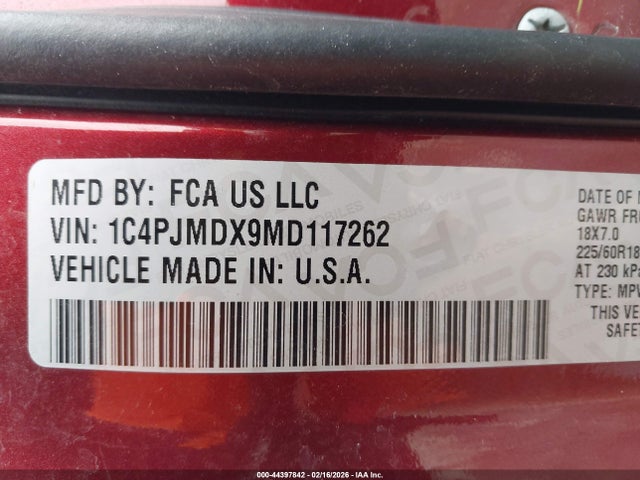 MFD BY: FCA US LLC
VIN: 1C4PJMDX9MD117262
VEHICLE MADE IN: U.S.A.
DATE OF M
GAWR FR
18X7.0
225/60R18
AT 230 kPa
TYPE: MPV
THIS VE
SAFET
000-44397842 | 02/16/2026 - IAA Inc.